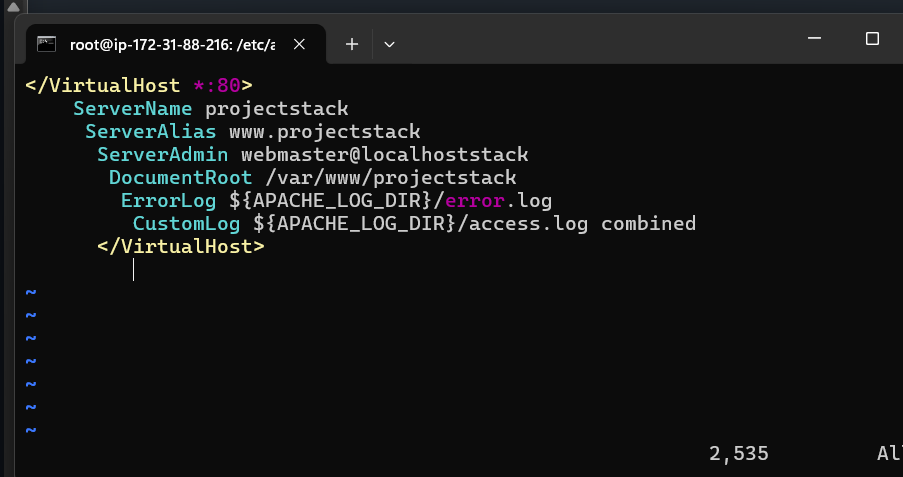 root@ip-172-31-88-216: /etc/a
</VirtualHost *:80>
ServerName projectstack
ServerAlias www.projectstack
ServerAdmin webmaster@localhoststack
DocumentRoot /var/www/projectstack
ErrorLog ${APACHE_LOG_DIR}/error.log
CustomLog ${APACHE_LOG_DIR}/access.log combined
</VirtualHost>
~
~
~
~
~
~
~
2,535 Al